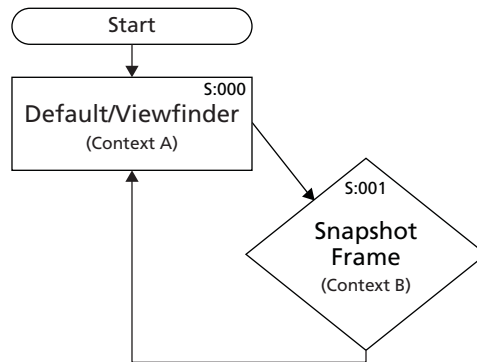 Start
S:000
Default/Viewfinder
(Context A)
S:001
Snapshot
Frame
(Context B)